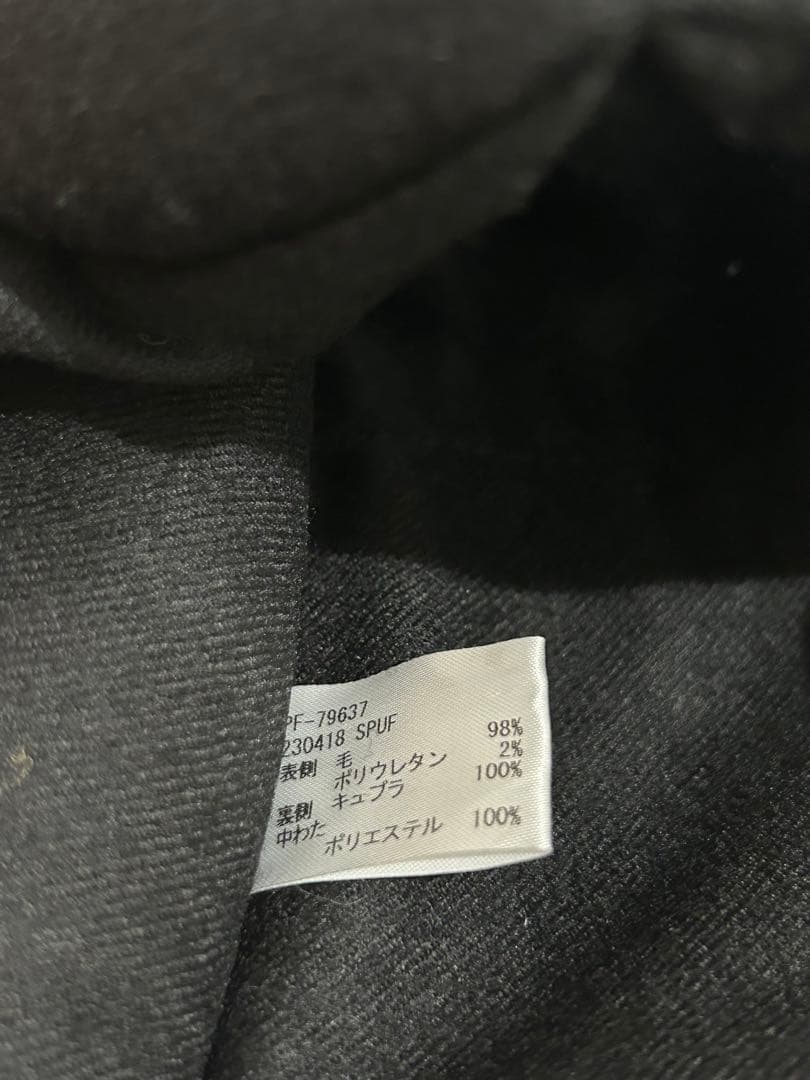 PF-79637
230418 SPUF
表側 毛 98%
ポリウレタン 2%
裏側 キュプラ 100%
中わた
ポリエステル 100%